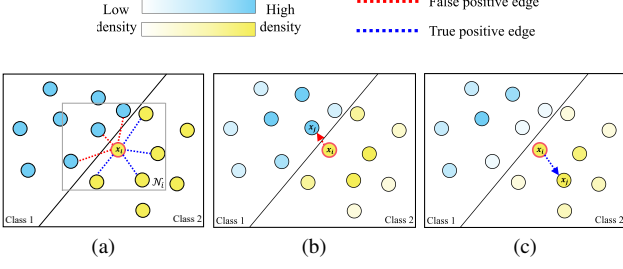 Low High False positive edge
density density True positive edge
x_i
N_i
Class 1 Class 2
x_j
x_i
Class 1 Class 2
x_i
x_j
Class 1 Class 2
(a) (b) (c)